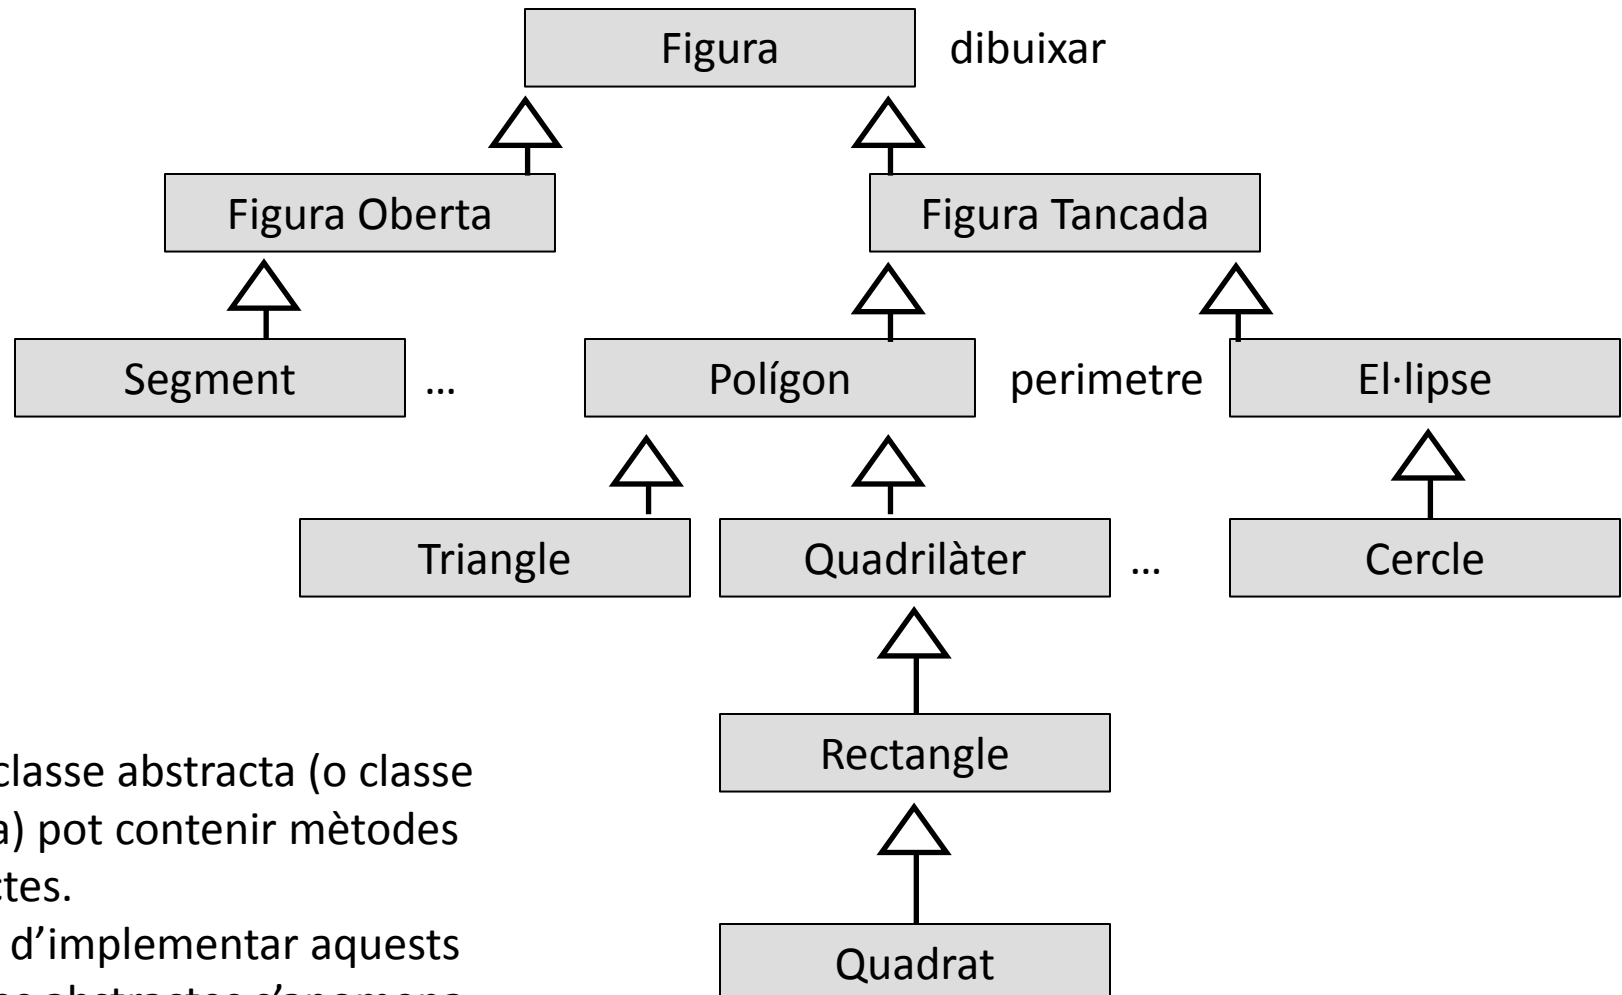 Figura dibuixar
Figura Oberta Figura Tancada
Segment ... Polígon perimetre El·lipse
Triangle Quadrilàter ... Cercle
Rectangle
classe abstracta (o classe
pot contenir mètodes
d’implementar aquests
Quadrat